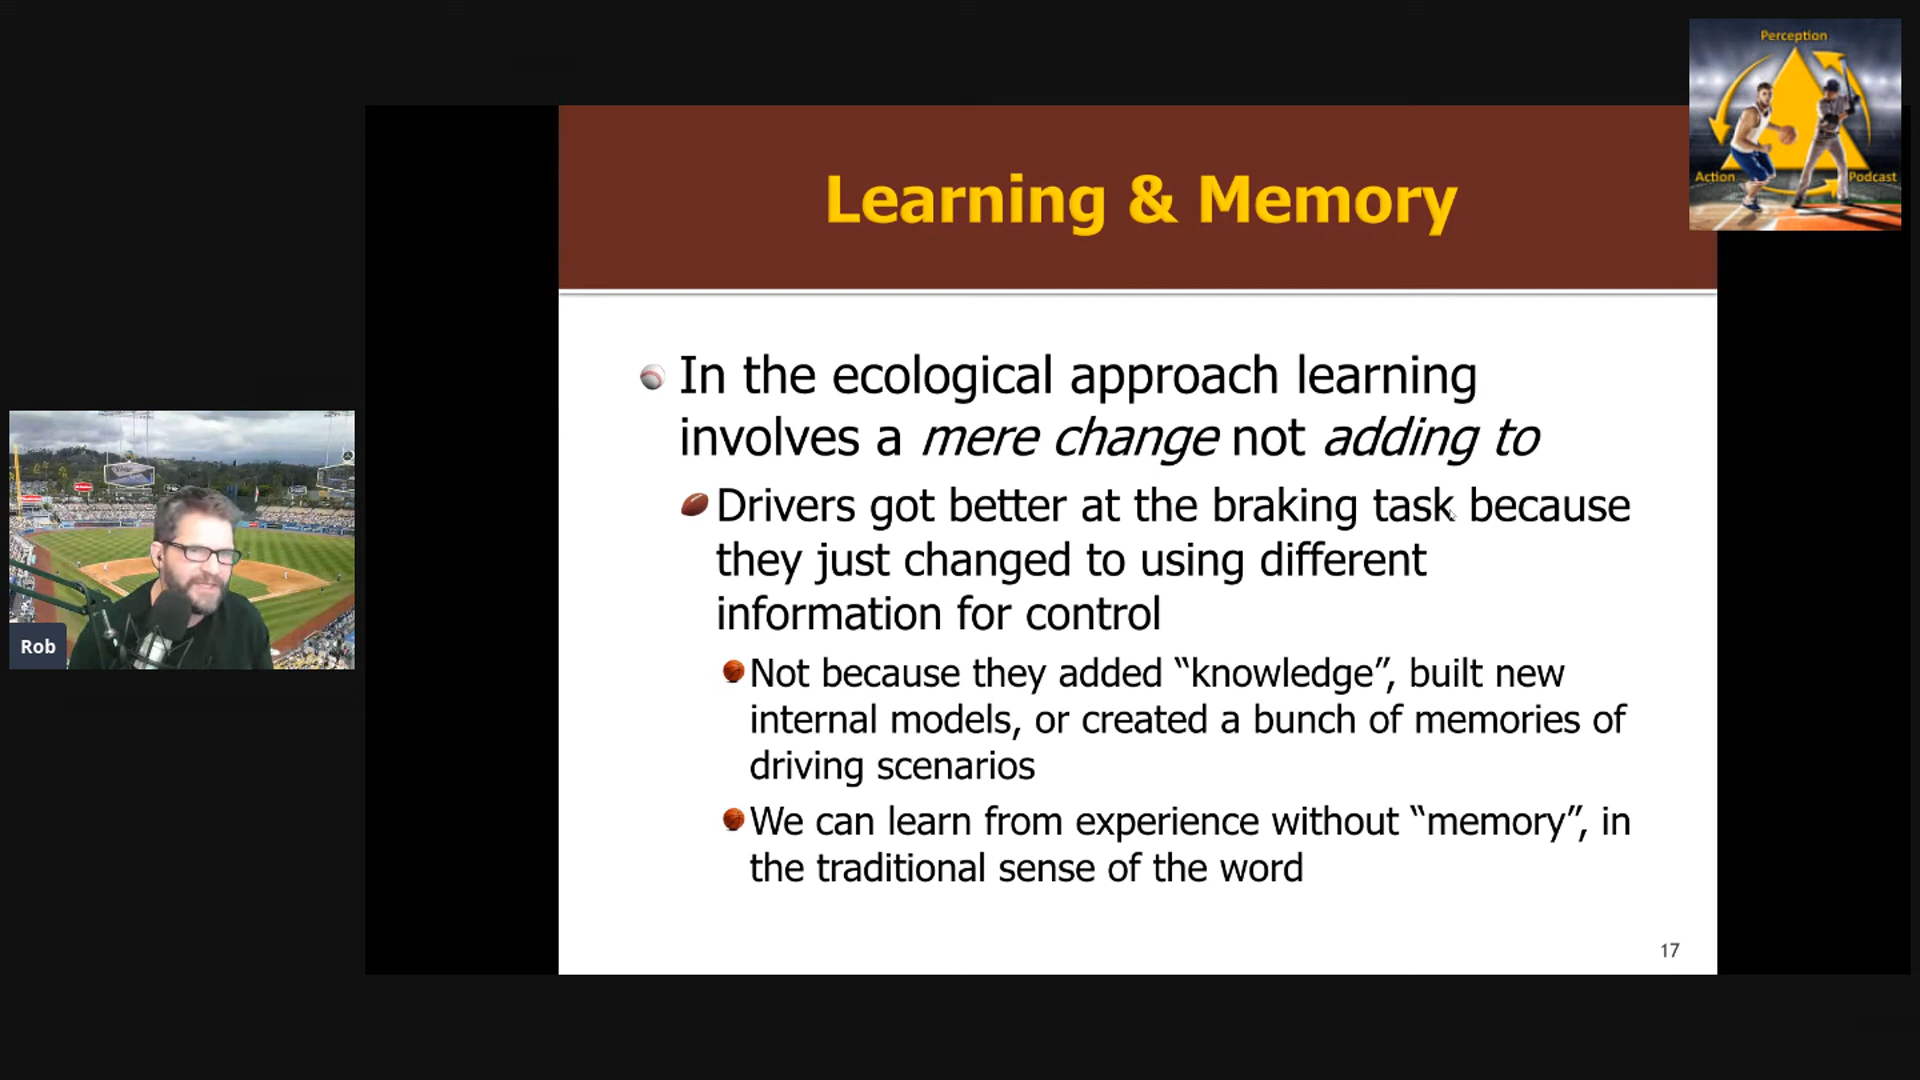 Perception
Action
Podcast
Learning & Memory
In the ecological approach learning
involves a mere change not adding to
Drivers got better at the braking task because
they just changed to using different
information for control
Not because they added “knowledge”, built new
internal models, or created a bunch of memories of
driving scenarios
We can learn from experience without “memory”, in
the traditional sense of the word
17
Rob